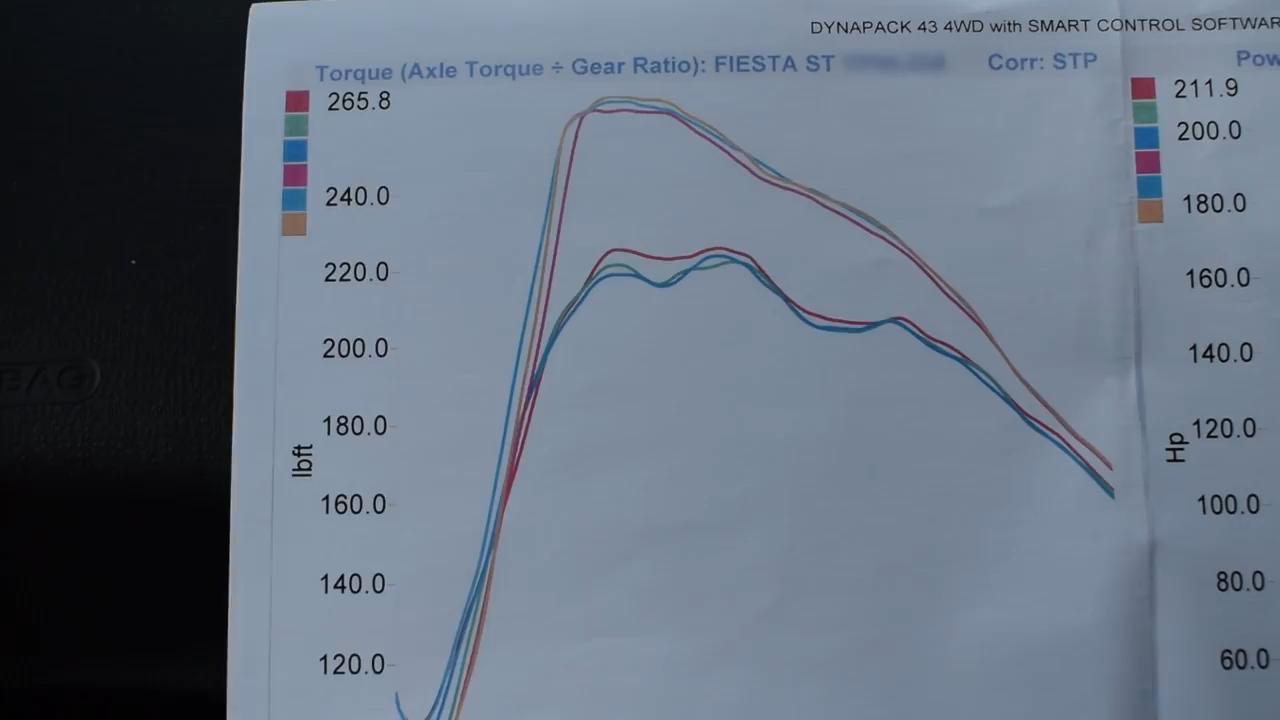 DYNAPACK 43 4WD with SMART CONTROL SOFTWAR
Torque (Axle Torque ÷ Gear Ratio): FIESTA ST
Corr: STP
Pow
265.8
240.0
220.0
200.0
180.0
160.0
140.0
120.0
lbft
211.9
200.0
180.0
160.0
140.0
120.0
100.0
80.0
60.0
Hp
BAG